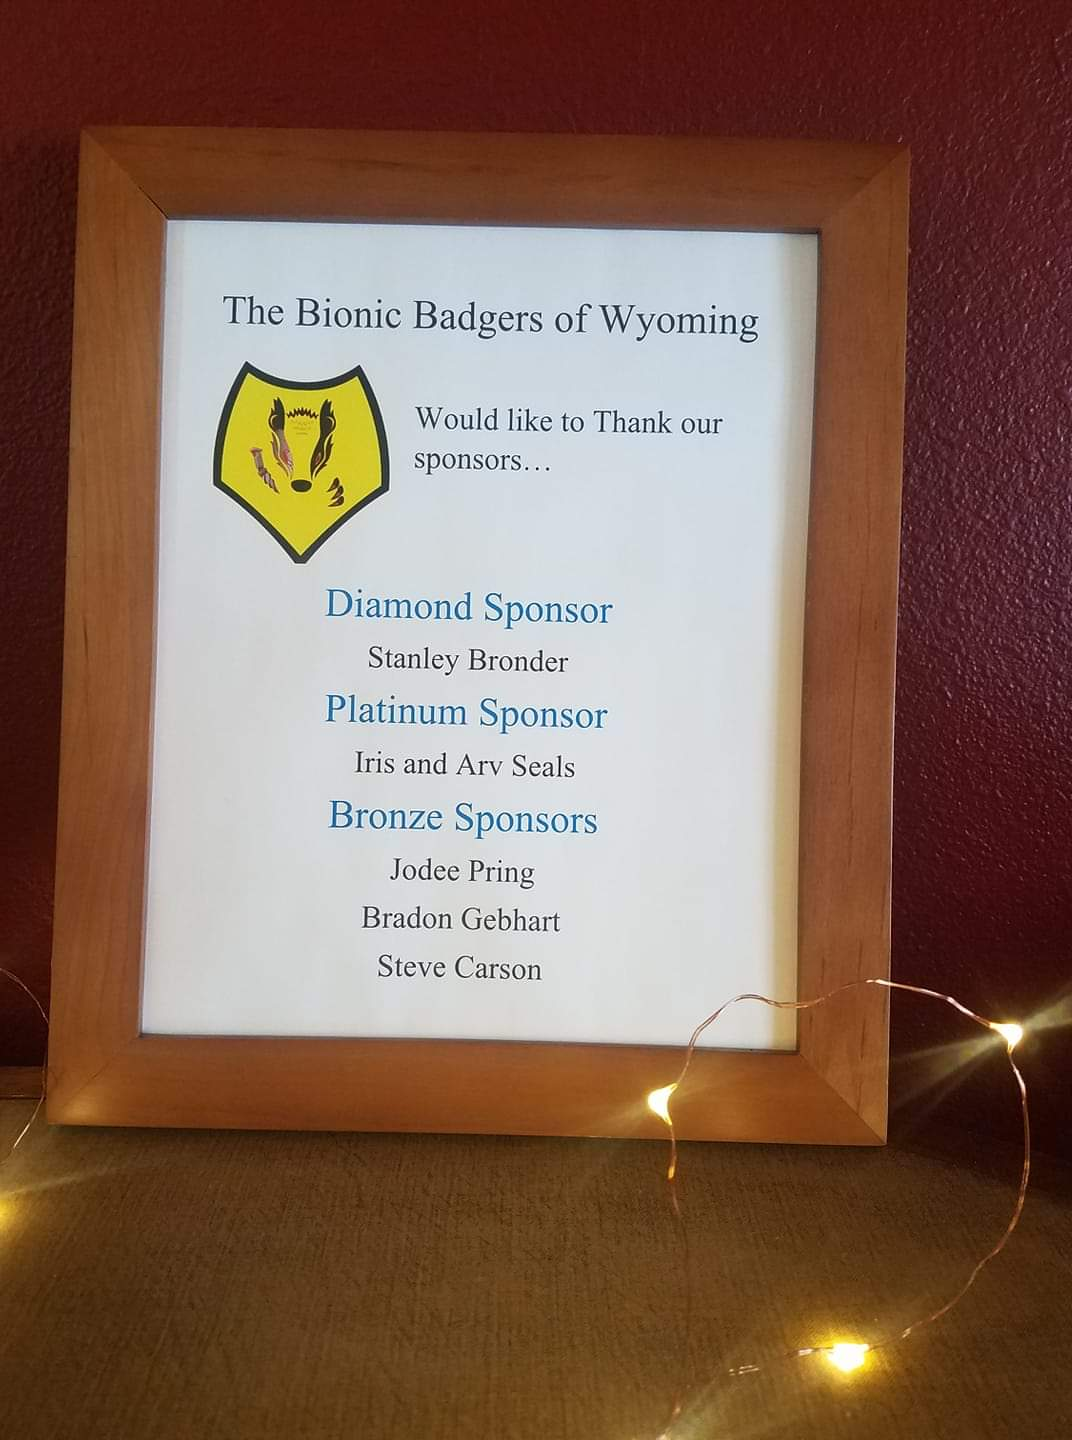 The Bionic Badgers of Wyoming
Would like to Thank our
sponsors…
Diamond Sponsor
Stanley Bronder
Platinum Sponsor
Iris and Arv Seals
Bronze Sponsors
Jodee Pring
Bradon Gebhart
Steve Carson